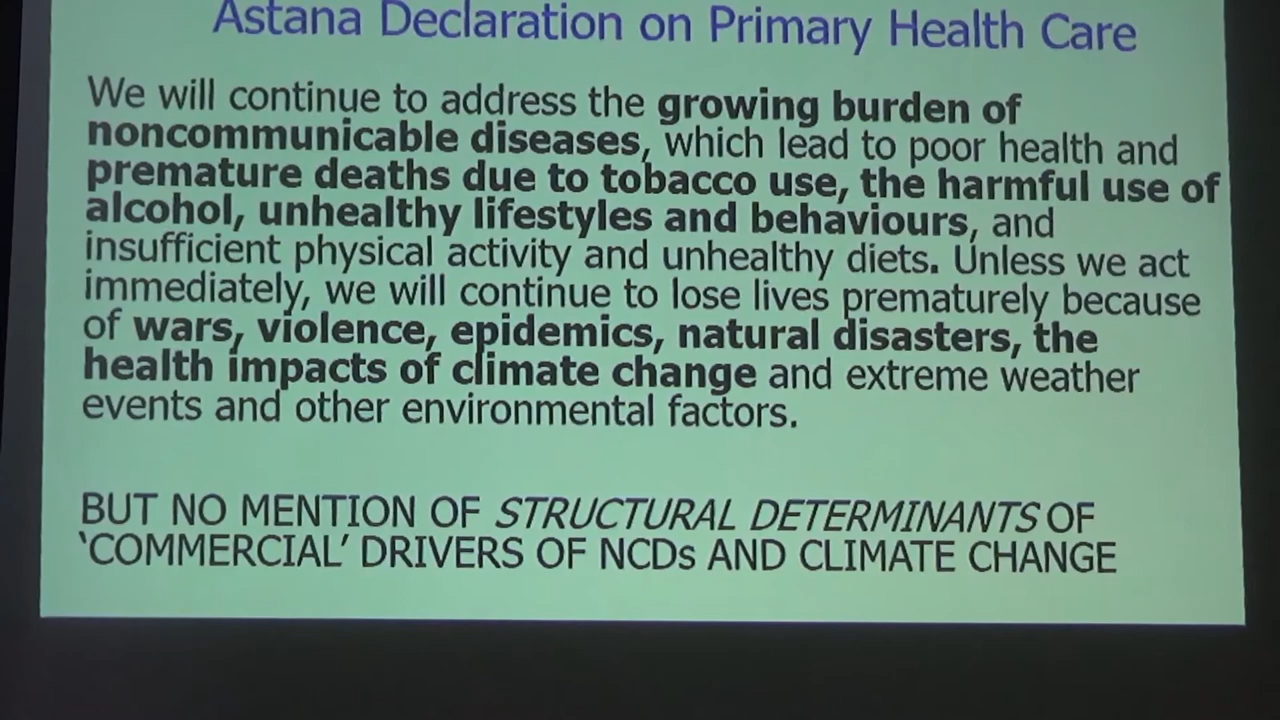 Astana Declaration on Primary Health Care
We will continue to address the growing burden of
noncommunicable diseases, which lead to poor health and
premature deaths due to tobacco use, the harmful use of
alcohol, unhealthy lifestyles and behaviours, and
insufficient physical activity and unhealthy diets. Unless we act
immediately, we will continue to lose lives prematurely because
of wars, violence, epidemics, natural disasters, the
health impacts of climate change and extreme weather
events and other environmental factors.
BUT NO MENTION OF STRUCTURAL DETERMINANTS OF
‘COMMERCIAL’ DRIVERS OF NCDs AND CLIMATE CHANGE